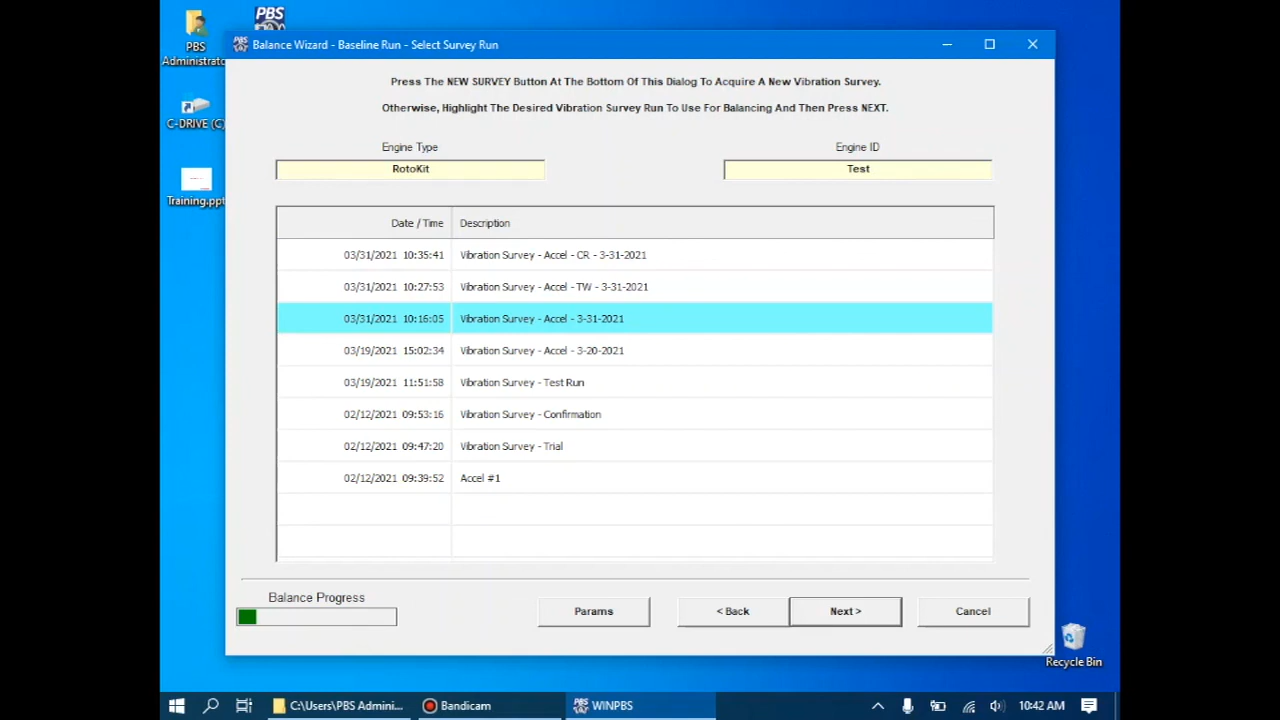 PBS
PBS
Administrato
C-DRIVE (C)
Training.ppt
Balance Wizard - Baseline Run - Select Survey Run
Press The NEW SURVEY Button At The Bottom Of This Dialog To Acquire A New Vibration Survey.
Otherwise, Highlight The Desired Vibration Survey Run To Use For Balancing And Then Press NEXT.
Engine Type
Engine ID
RotoKit
Test
Date / Time Description
03/31/2021 10:35:41 Vibration Survey - Accel - CR - 3-31-2021
03/31/2021 10:27:53 Vibration Survey - Accel - TW - 3-31-2021
03/31/2021 10:16:05 Vibration Survey - Accel - 3-31-2021
03/19/2021 15:02:34 Vibration Survey - Accel - 3-20-2021
03/19/2021 11:51:58 Vibration Survey - Test Run
02/12/2021 09:53:16 Vibration Survey - Confirmation
02/12/2021 09:47:20 Vibration Survey - Trial
02/12/2021 09:39:52 Accel #1
Balance Progress
Params
< Back
Next >
Cancel
Recycle Bin
C:\Users\PBS Admini...
Bandicam
PBS WINPBS
10:42 AM